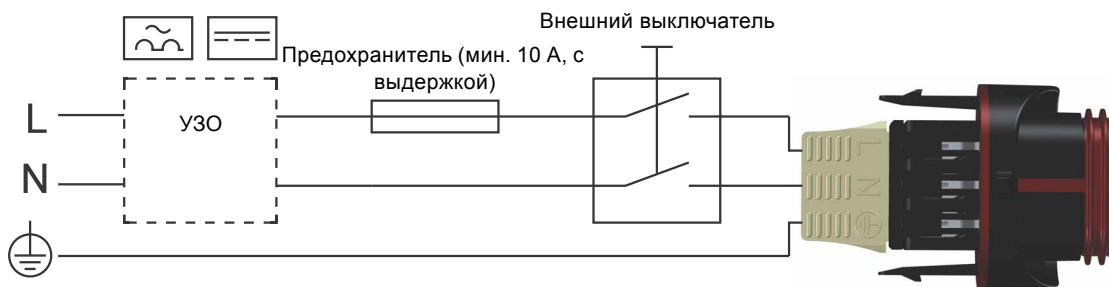 Внешний выключатель
Предохранитель (мин. 10 А, с
выдержкой)
L
УЗО
N
L
N